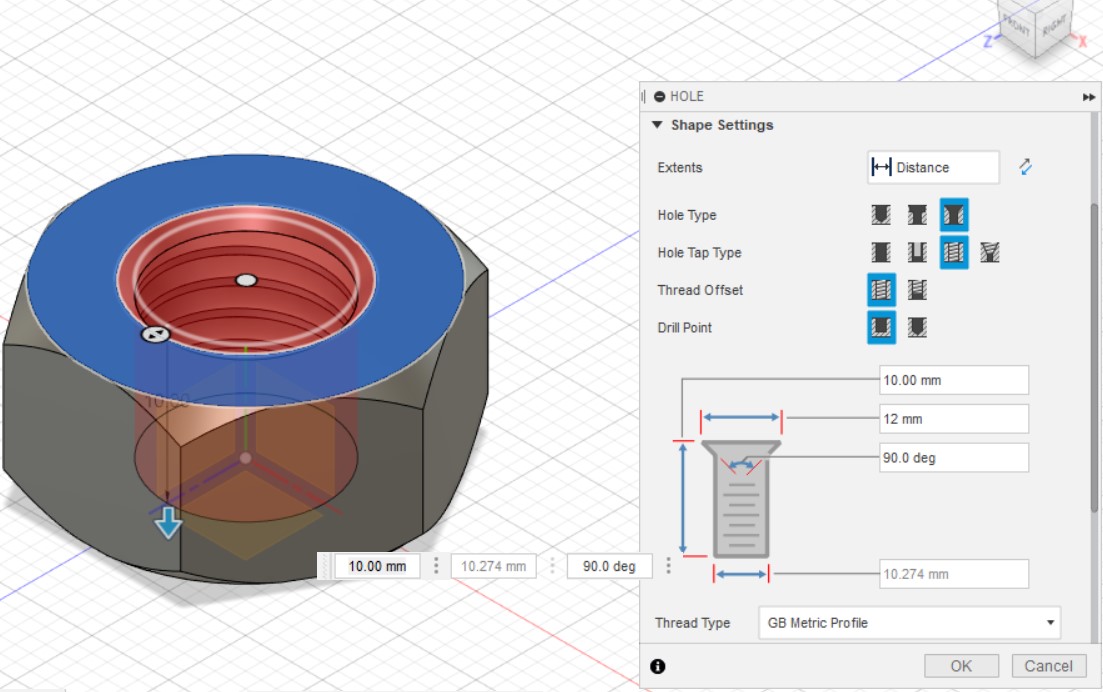 FRONT
RIGHT
Z
X
HOLE
Shape Settings
Extents
Distance
Hole Type
Hole Tap Type
Thread Offset
Drill Point
10.00 mm
12 mm
90.0 deg
10.00
10.00 mm
10.274 mm
90.0 deg
10.274 mm
Thread Type
GB Metric Profile
OK
Cancel